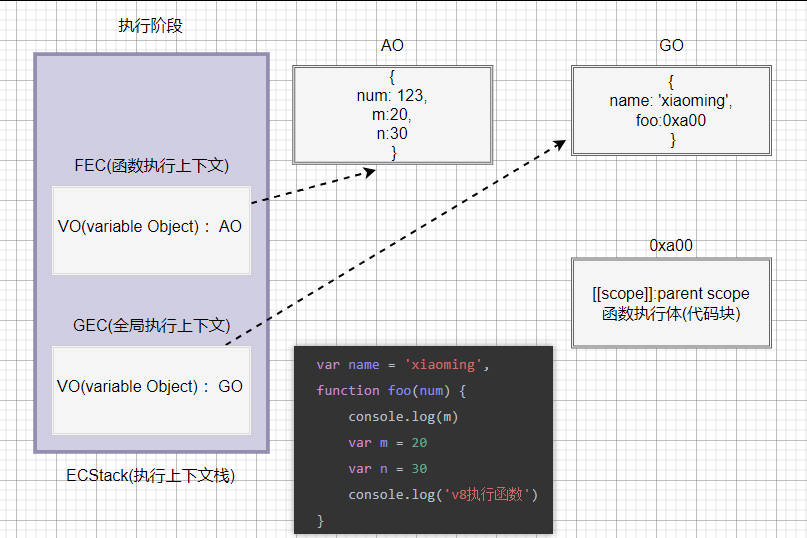 执行阶段
AO
{
num: 123,
m:20,
n:30
}
GO
{
name: 'xiaoming',
foo:0xa00
}
FEC(函数执行上下文)
VO(variable Object)： AO
0xa00
[[scope]]:parent scope
函数执行体(代码块)
GEC(全局执行上下文)
VO(variable Object)： GO
ECStack(执行上下文栈)
var name = 'xiaoming',
function foo(num) {
console.log(m)
var m = 20
var n = 30
console.log('v8执行函数')
}